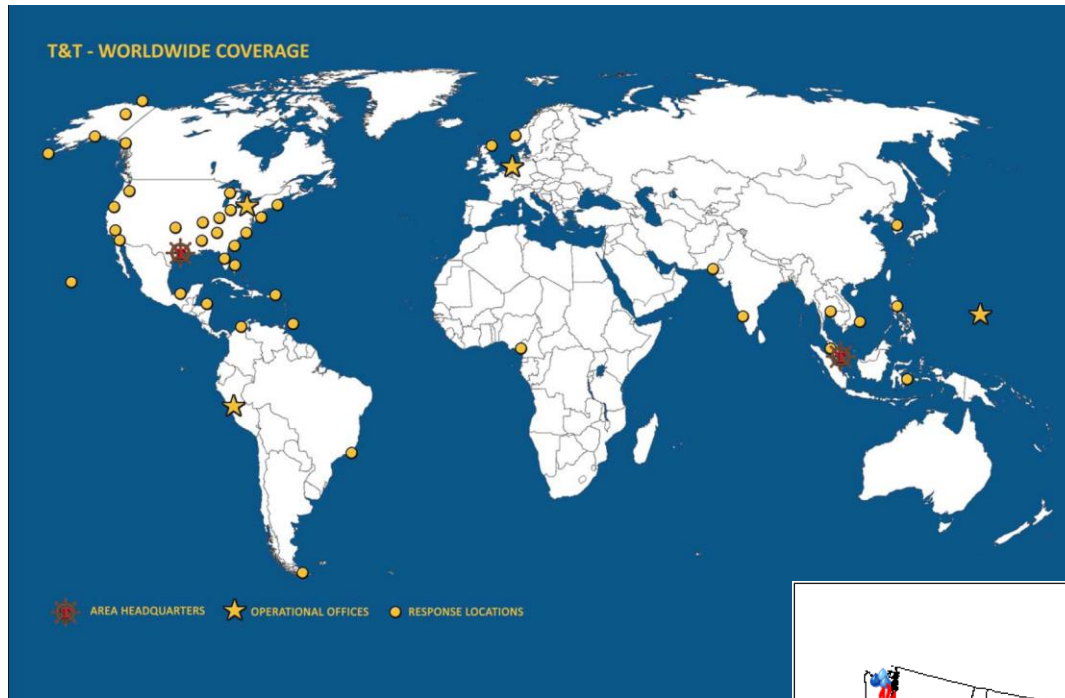 T&T - WORLDWIDE COVERAGE
AREA HEADQUARTERS
OPERATIONAL OFFICES
RESPONSE LOCATIONS